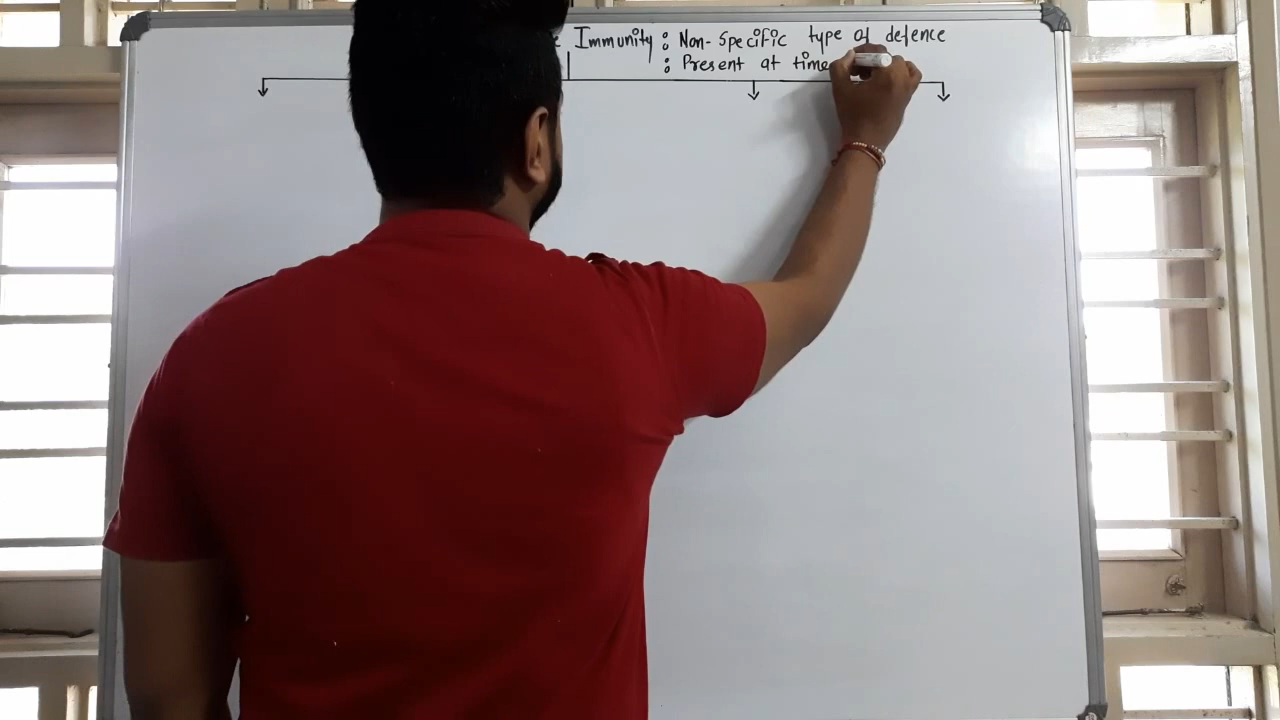 Immunity : Non-Specific type of defence
: Present at time